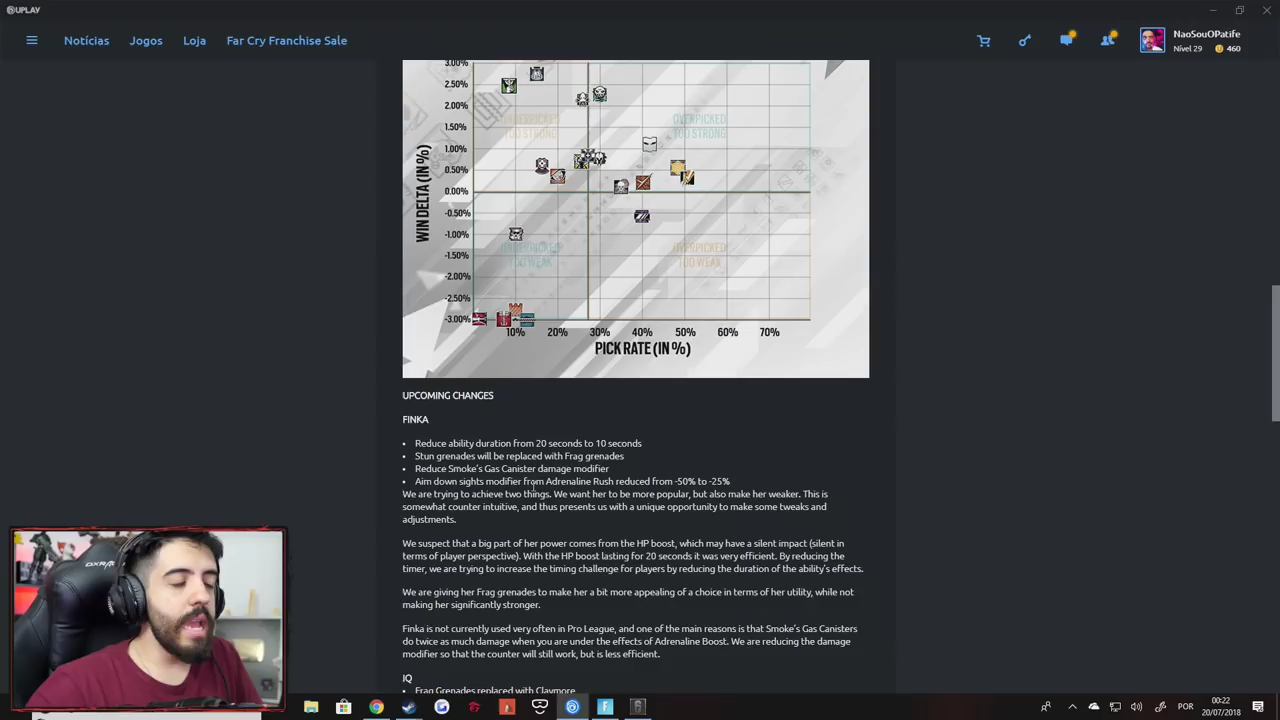 UPLAY
Notícias Jogos Loja Far Cry Franchise Sale
NaoSouOPatife
Nível 29 460
3.00%
2.50%
2.00%
1.50%
1.00%
0.50%
0.00%
-0.50%
-1.00%
-1.50%
-2.00%
-2.50%
-3.00%
WIN DELTA (IN %)
UNDERPICKED
TOO STRONG
OVERPICKED
TOO STRONG
UNDERPICKED
TOO WEAK
OVERPICKED
TOO WEAK
10% 20% 30% 40% 50% 60% 70%
PICK RATE (IN %)
UPCOMING CHANGES
FINKA
• Reduce ability duration from 20 seconds to 10 seconds
• Stun grenades will be replaced with Frag grenades
• Reduce Smoke's Gas Canister damage modifier
• Aim down sights modifier from Adrenaline Rush reduced from -50% to -25%
We are trying to achieve two things. We want her to be more popular, but also make her weaker. This is
somewhat counter intuitive, and thus presents us with a unique opportunity to make some tweaks and
adjustments.
We suspect that a big part of her power comes from the HP boost, which may have a silent impact (silent in
terms of player perspective). With the HP boost lasting for 20 seconds it was very efficient. By reducing the
timer, we are trying to increase the timing challenge for players by reducing the duration of the ability's effects.
We are giving her Frag grenades to make her a bit more appealing of a choice in terms of her utility, while not
making her significantly stronger.
Finka is not currently used very often in Pro League, and one of the main reasons is that Smoke's Gas Canisters
do twice as much damage when you are under the effects of Adrenaline Boost. We are reducing the damage
modifier so that the counter will still work, but is less efficient.
IQ
• Frag Grenades replaced with Claymore
POR
00:22
20/07/2018